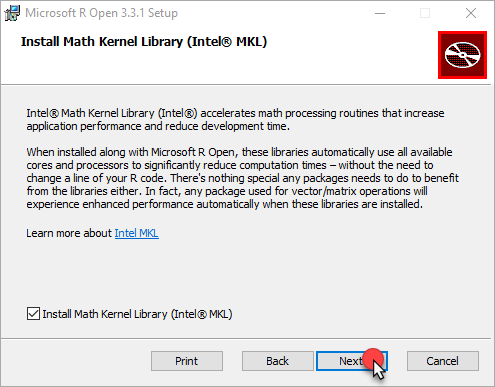 Microsoft R Open 3.3.1 Setup
Install Math Kernel Library (Intel® MKL)
Intel® Math Kernel Library (Intel®) accelerates math processing routines that increase
application performance and reduce development time.
When installed along with Microsoft R Open, these libraries automatically use all available
cores and processors to significantly reduce computation times – without the need to
change a line of your R code. There's nothing special any packages needs to do to benefit
from the libraries either. In fact, any package used for vector/matrix operations will
experience enhanced performance automatically when these libraries are installed.
Learn more about Intel MKL
Install Math Kernel Library (Intel® MKL)
Print Back Next Cancel